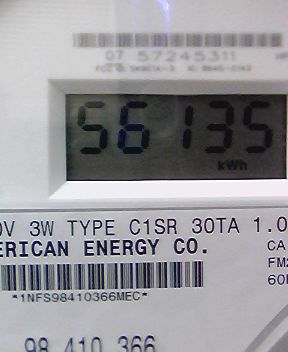 07 57245311
56135
kWh
0V 3W TYPE C1SR 30TA 1.0
ERICAN ENERGY CO.
CA
FM2
*1NFS98410366MEC*
60
98 410 366